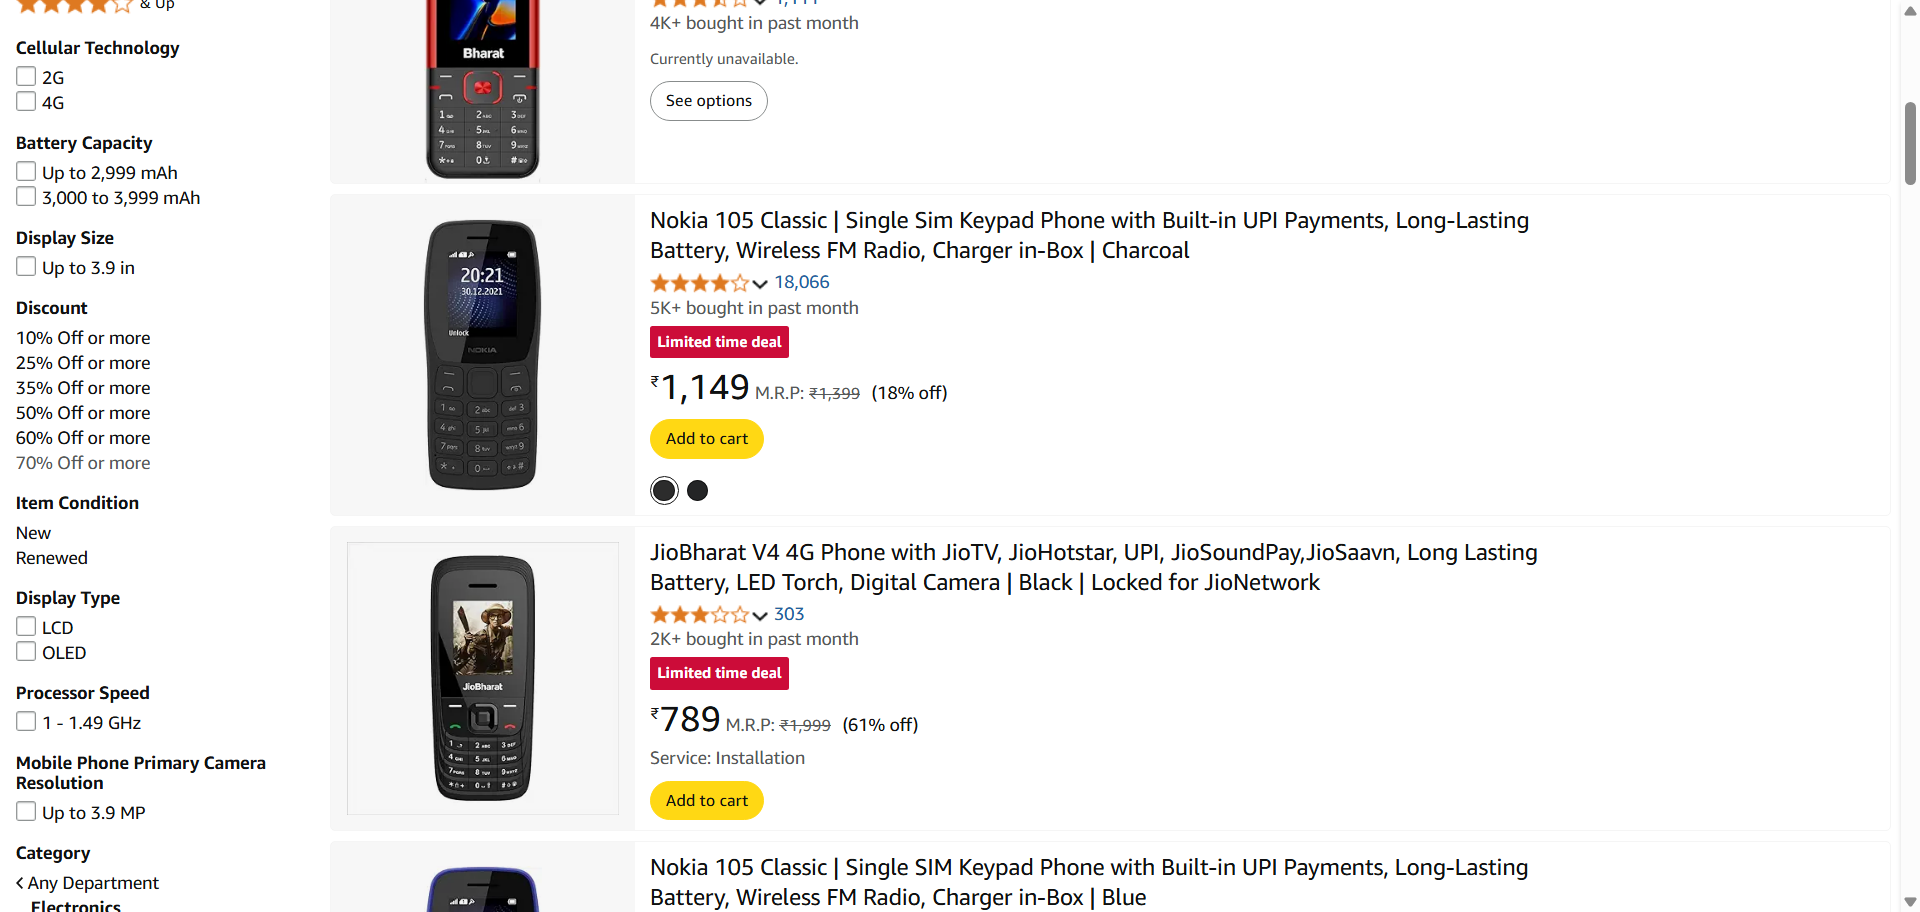 & Up
Cellular Technology
2G
4G
Battery Capacity
Up to 2,999 mAh
3,000 to 3,999 mAh
Display Size
Up to 3.9 in
Discount
10% Off or more
25% Off or more
35% Off or more
50% Off or more
60% Off or more
70% Off or more
Item Condition
New
Renewed
Display Type
LCD
OLED
Processor Speed
1 - 1.49 GHz
Mobile Phone Primary Camera
Resolution
Up to 3.9 MP
Category
< Any Department
Electronics
Bharat
4K+ bought in past month
Currently unavailable.
See options
20:21
30.12.2021
Unlock
NOKIA
Nokia 105 Classic | Single Sim Keypad Phone with Built-in UPI Payments, Long-Lasting
Battery, Wireless FM Radio, Charger in-Box | Charcoal
18,066
5K+ bought in past month
Limited time deal
₹1,149 M.R.P: ₹1,399 (18% off)
Add to cart
JioBharat
JioBharat V4 4G Phone with JioTV, JioHotstar, UPI, JioSoundPay,JioSaavn, Long Lasting
Battery, LED Torch, Digital Camera | Black | Locked for JioNetwork
303
2K+ bought in past month
Limited time deal
₹789 M.R.P: ₹1,999 (61% off)
Service: Installation
Add to cart
Nokia 105 Classic | Single SIM Keypad Phone with Built-in UPI Payments, Long-Lasting
Battery, Wireless FM Radio, Charger in-Box | Blue